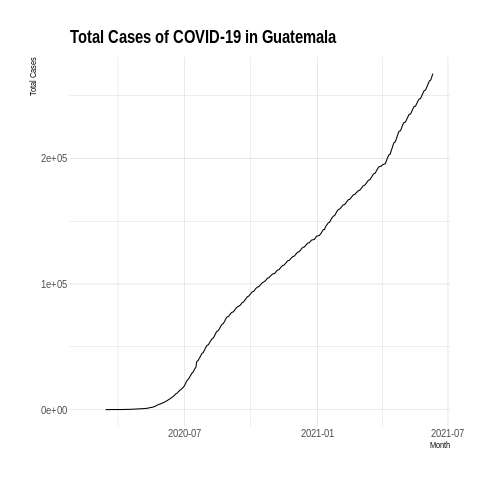 Total Cases of COVID-19 in Guatemala
Total Cases
2e+05
1e+05
0e+00
2020-07
2021-01
2021-07
Month